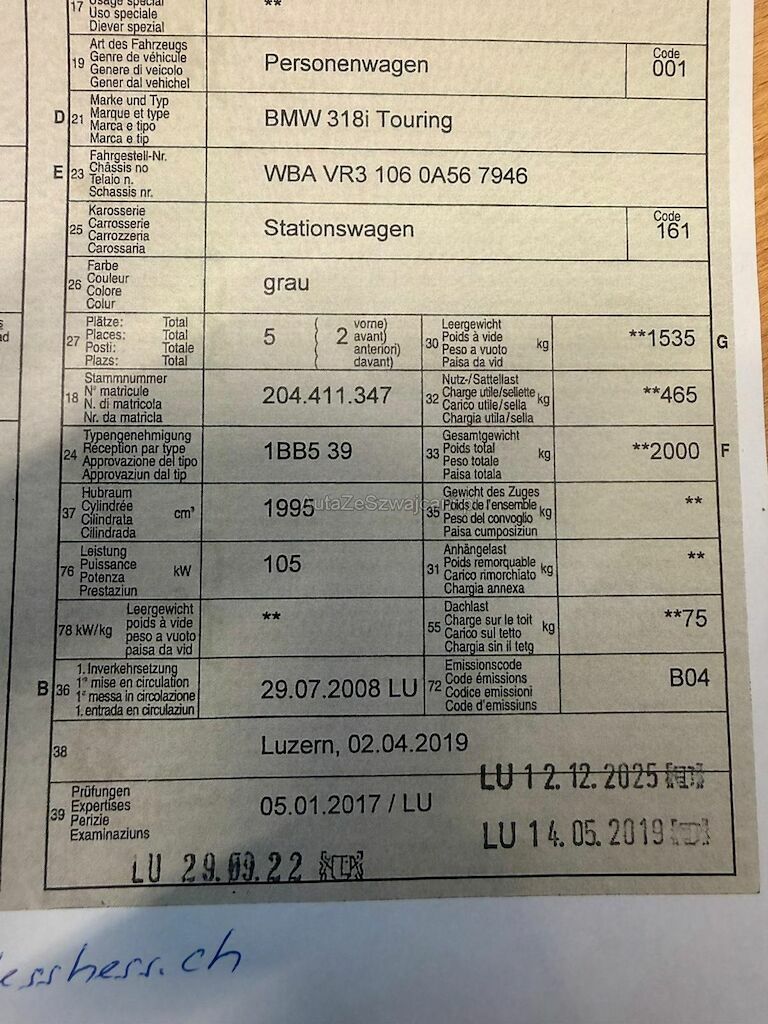 17 Usage spécial **
Uso speciale
Diever spezial
19 Art des Fahrzeugs
Genre de véhicule
Genere di veicolo
Gener dal vehichel
Personenwagen
Code
001
D 21 Marke und Typ
Marque et type
Marca e tipo
Marca e tip
BMW 318i Touring
E 23 Fahrgestell-Nr.
Châssis no
Telaio n.
Schassis nr.
WBA VR3 106 0A56 7946
25 Karosserie
Carrosserie
Carrozzeria
Carossaria
Stationswagen
Code
161
26 Farbe
Couleur
Colore
Colur
grau
27 Plätze: Total
Places: Total
Posti: Totale
Plazs: Total
5 ( 2 vorne)
( avant)
( anteriori)
( davant)
30 Leergewicht
Poids à vide
Peso a vuoto
Paisa da vid
kg **1535 G
18 Stammnummer
N° matricule
N. di matricola
Nr. da matricla
204.411.347
32 Nutz-/Sattellast
Charge utile/sellette
Carico utile/sella
Chargia utila/sella
kg **465
24 Typengenehmigung
Réception par type
Approvazione del tipo
Approvaziun dal tip
1BB5 39
33 Gesamtgewicht
Poids total
Peso totale
Paisa totala
kg **2000 F
37 Hubraum
Cylindrée
Cilindrata
Cilindrada
cm³ 1995
AutaZeSzwajcarii
35 Gewicht des Zuges
Poids de l'ensemble
Peso del convoglio
Paisa cumposiziun
kg **
76 Leistung
Puissance
Potenza
Prestaziun
kW 105
31 Anhängelast
Poids remorquable
Carico rimorchiato
Chargia annexa
kg **
78 kW/kg Leergewicht
poids à vide
peso a vuoto
paisa da vid
**
55 Dachlast
Charge sur le toit
Carico sul tetto
Chargia sin il tetg
kg **75
B 36 1. Inverkehrsetzung
1re mise en circulation
1a messa in circolazione
1. entrada en circulaziun
29.07.2008 LU
72 Emissionscode
Code émissions
Codice emissioni
Code d'emissiuns
B04
38 Luzern, 02.04.2019
LU 12.12.2025
39 Prüfungen
Expertises
Perizie
Examinaziuns
05.01.2017 / LU
LU 14.05.2019
LU 29.09.22
esshess.ch